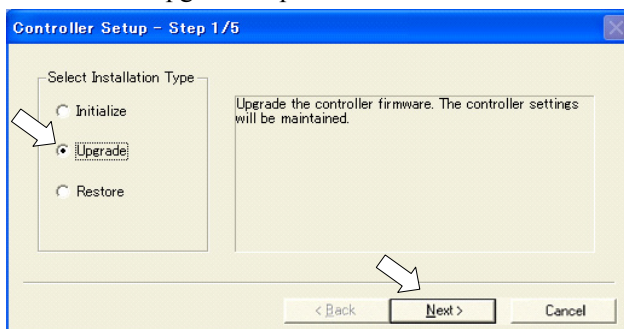 Controller Setup - Step 1/5
Select Installation Type
Initialize
Upgrade
Restore
Upgrade the controller firmware. The controller settings
will be maintained.
< Back
Next >
Cancel